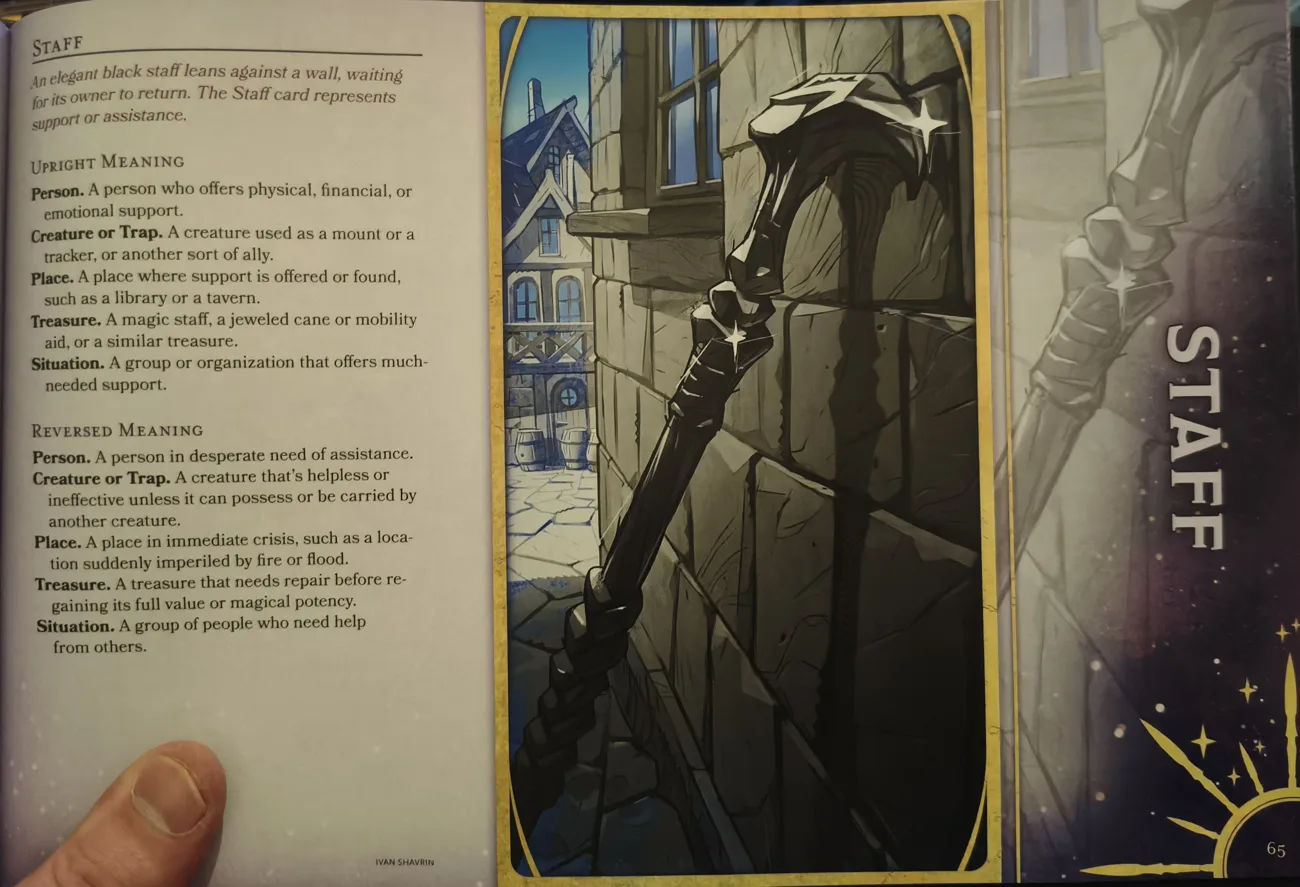 STAFF
An elegant black staff leans against a wall, waiting
for its owner to return. The Staff card represents
support or assistance.
UPRIGHT MEANING
Person. A person who offers physical, financial, or
emotional support.
Creature or Trap. A creature used as a mount or a
tracker, or another sort of ally.
Place. A place where support is offered or found,
such as a library or a tavern.
Treasure. A magic staff, a jeweled cane or mobility
aid, or a similar treasure.
Situation. A group or organization that offers much-
needed support.
REVERSED MEANING
Person. A person in desperate need of assistance.
Creature or Trap. A creature that's helpless or
ineffective unless it can possess or be carried by
another creature.
Place. A place in immediate crisis, such as a loca-
tion suddenly imperiled by fire or flood.
Treasure. A treasure that needs repair before re-
gaining its full value or magical potency.
Situation. A group of people who need help
from others.
IVAN SHAVRIN
STAFF
65